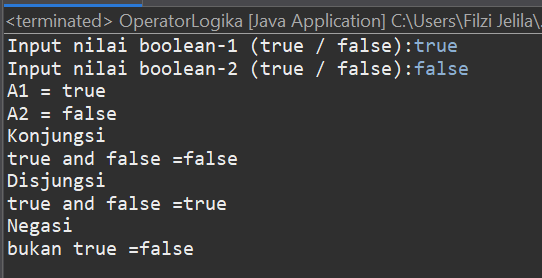 <terminated> OperatorLogika [Java Application] C:\Users\Filzi Jelila\.
Input nilai boolean-1 (true / false):true
Input nilai boolean-2 (true / false):false
A1 = true
A2 = false
Konjungsi
true and false =false
Disjungsi
true and false =true
Negasi
bukan true =false